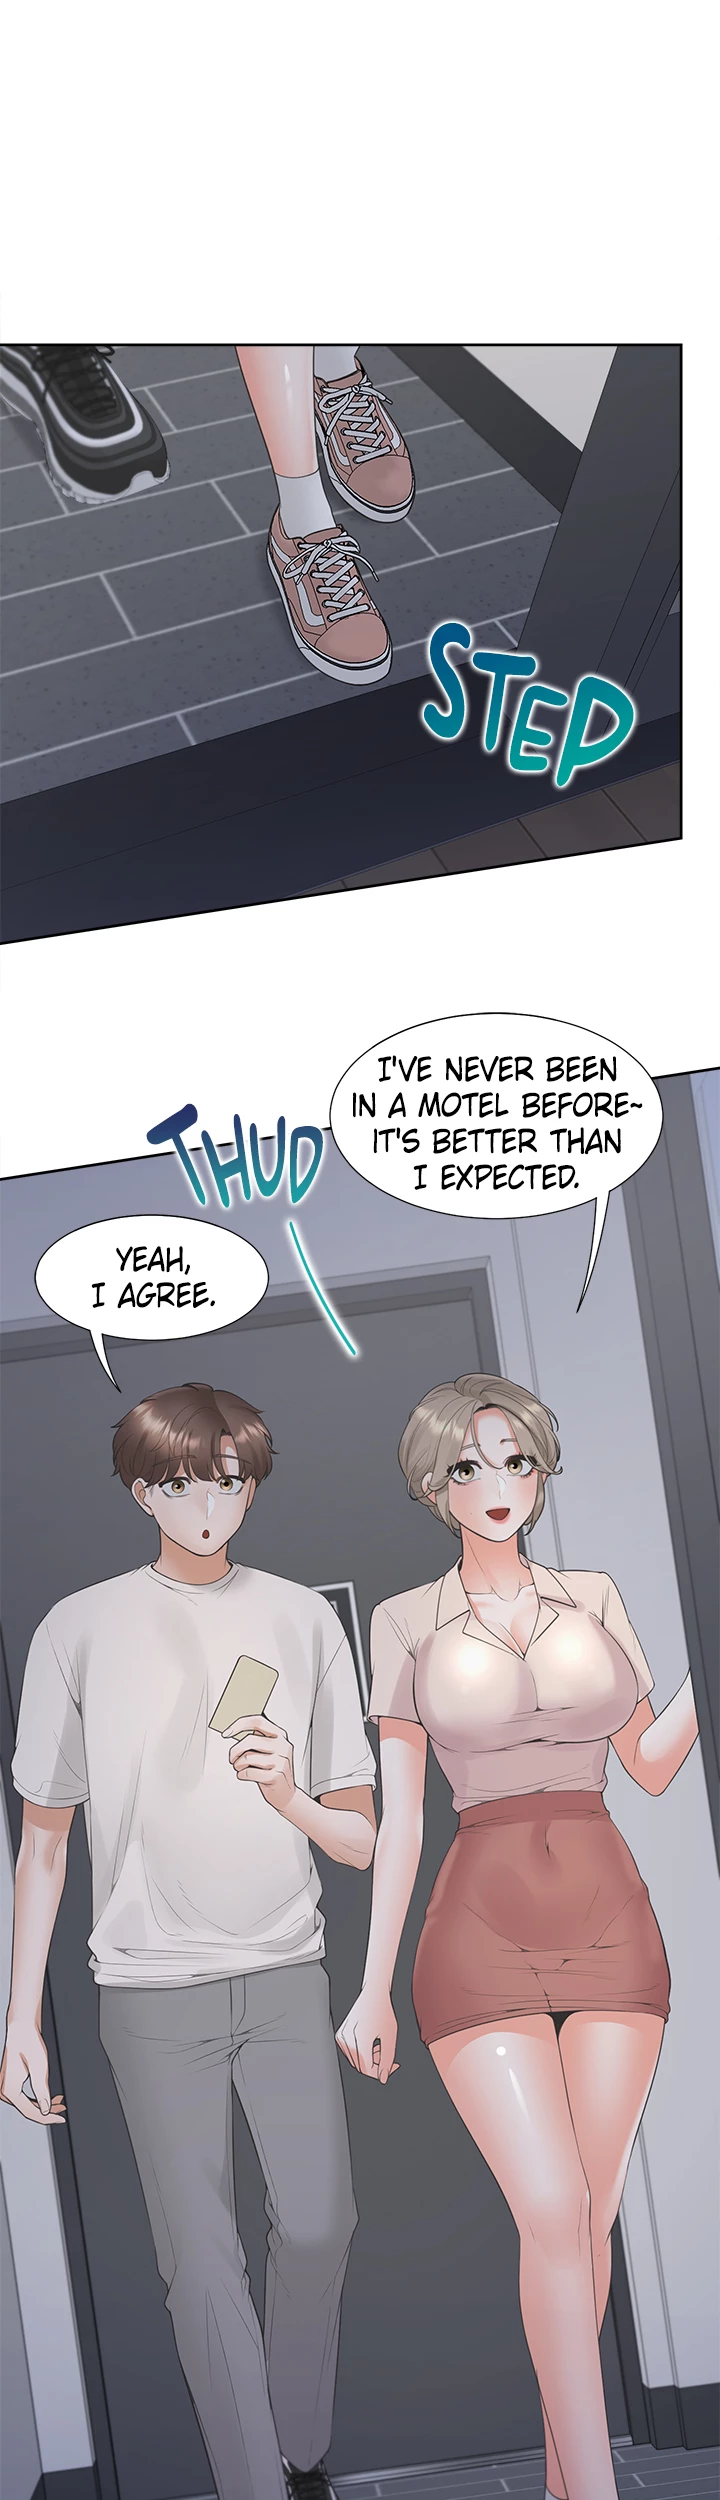 STEP
I'VE NEVER BEEN
IN A MOTEL BEFORE~
IT'S BETTER THAN
I EXPECTED.
THUD
YEAH,
I AGREE.